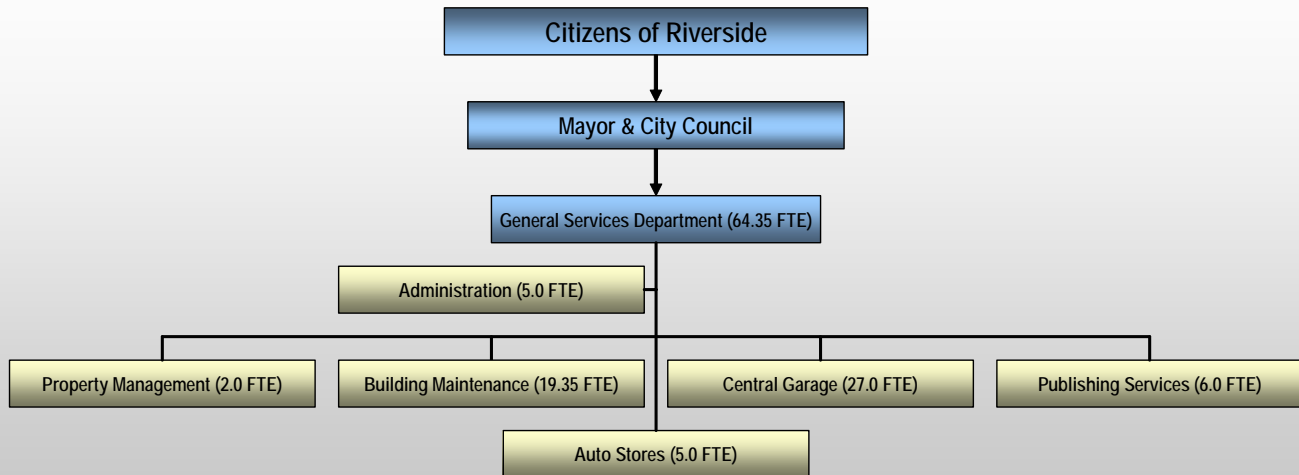 Citizens of Riverside
Mayor & City Council
General Services Department (64.35 FTE)
Administration (5.0 FTE)
Property Management (2.0 FTE)
Building Maintenance (19.35 FTE)
Central Garage (27.0 FTE)
Publishing Services (6.0 FTE)
Auto Stores (5.0 FTE)